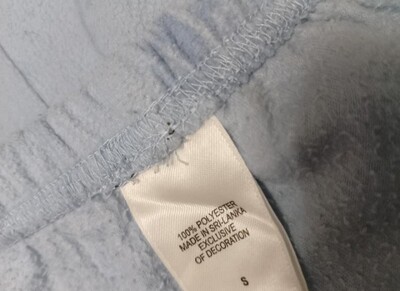 100% POLYESTER
MADE IN SRI-LANKA
EXCLUSIVE
OF DECORATION
S